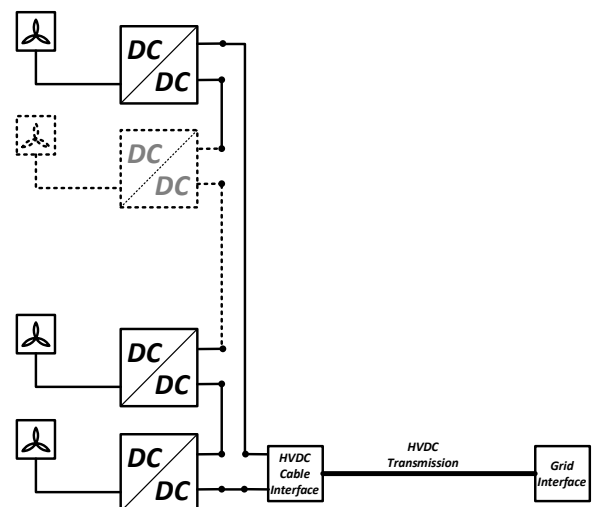 DC
DC
DC
DC
DC
DC
DC
DC
HVDC
Cable
Interface
HVDC
Transmission
Grid
Interface